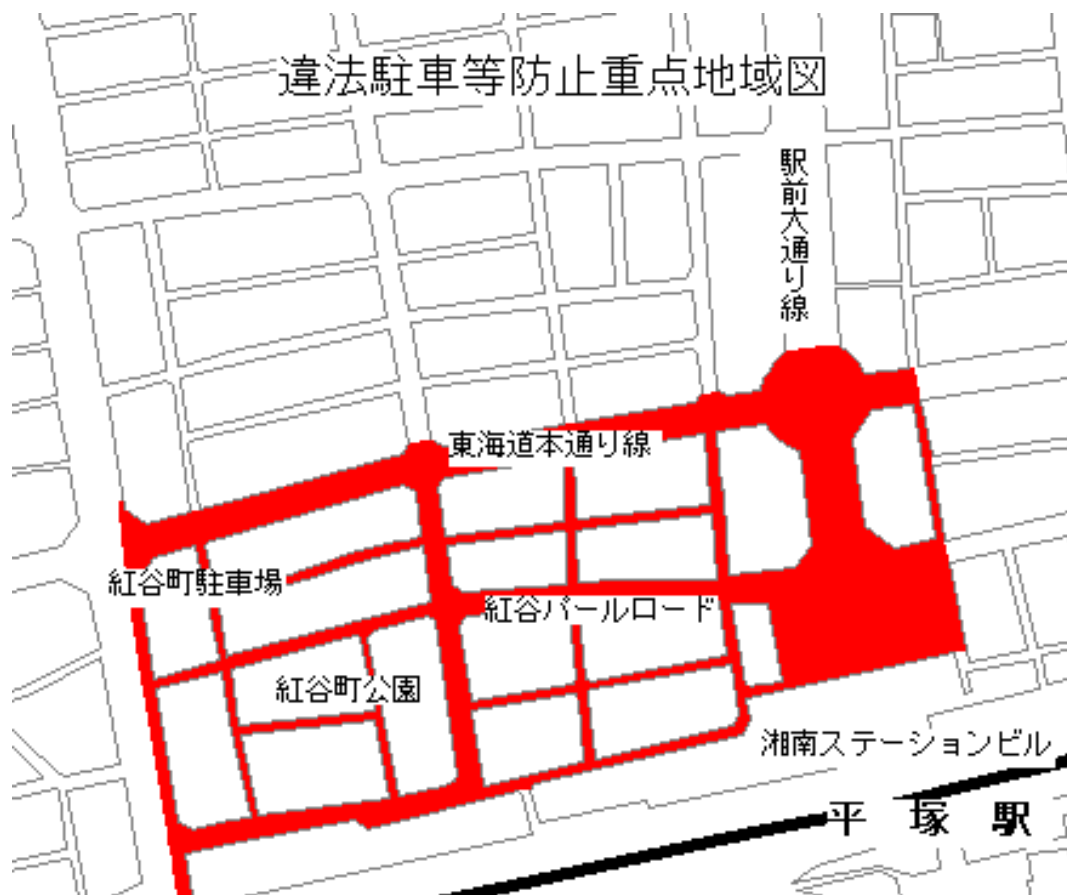 違法駐車等防止重点地域図
駅前大通り線
東海道本通り線
紅谷町駐車場
紅谷パールロード
紅谷町公園
湘南ステーションビル
平塚駅